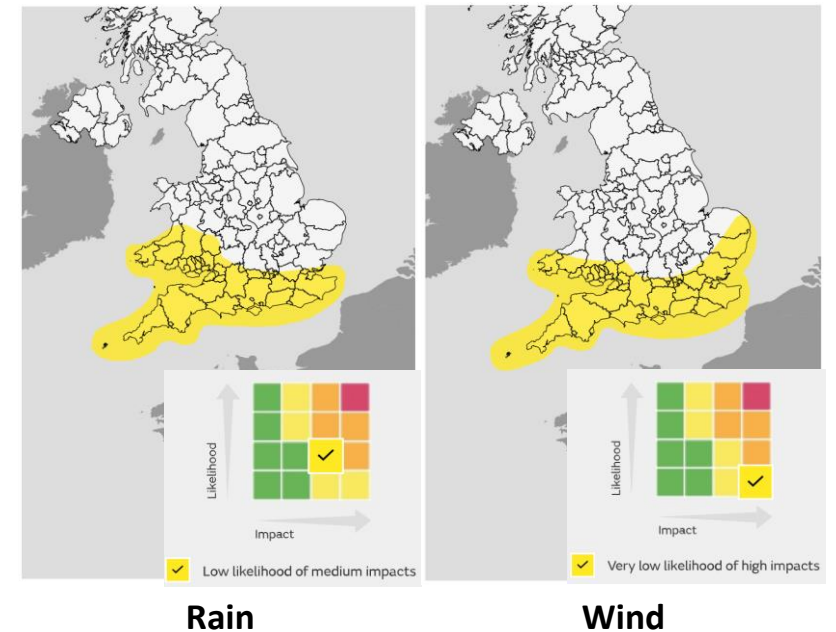 Likelihood
Impact
Low likelihood of medium impacts
Rain
Likelihood
Impact
Very low likelihood of high impacts
Wind